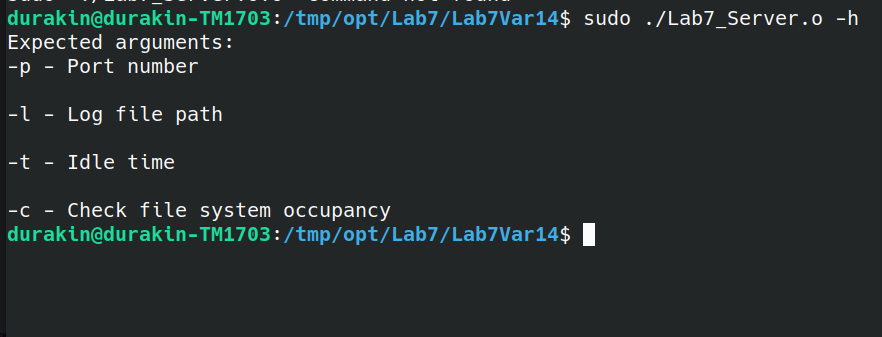 durakin@durakin-TM1703:/tmp/opt/Lab7/Lab7Var14$ sudo ./Lab7_Server.o -h
Expected arguments:
-p - Port number
-l - Log file path
-t - Idle time
-c - Check file system occupancy
durakin@durakin-TM1703:/tmp/opt/Lab7/Lab7Var14$